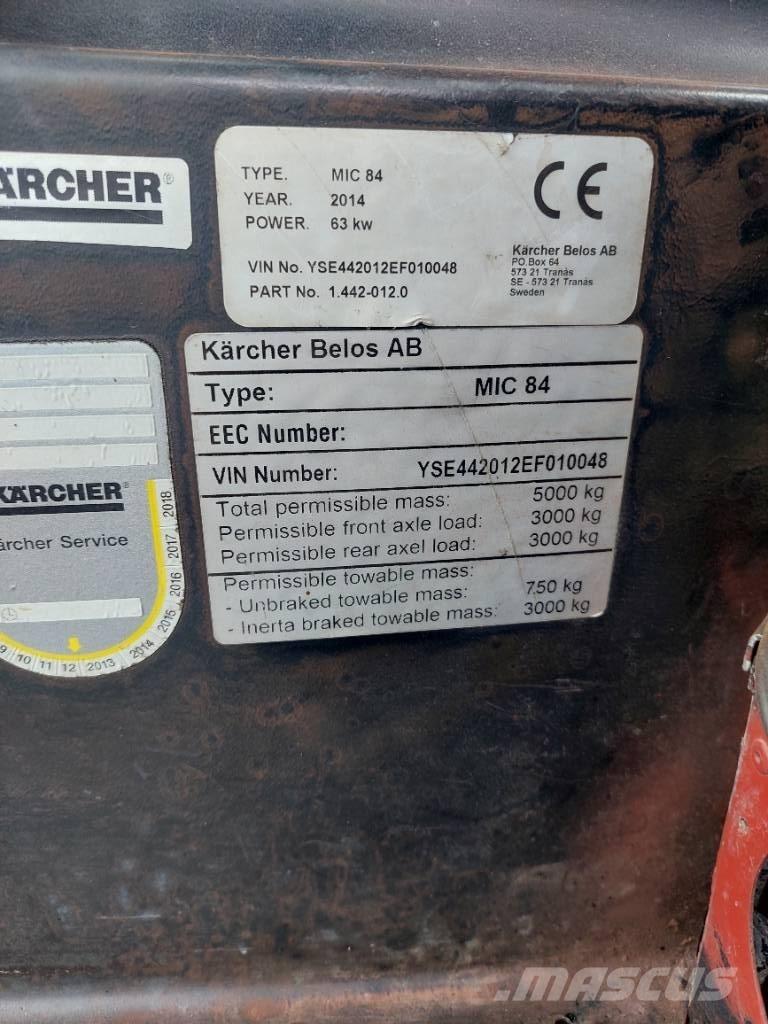 ÄRCHER®
TYPE. MIC 84
YEAR. 2014
POWER. 63 kw
CE
VIN No. YSE442012EF010048
PART No. 1.442-012.0
Kärcher Belos AB
PO.Box 64
573 21 Tranås
SE - 573 21 Tranås
Sweden
Kärcher Belos AB
Type: MIC 84
EEC Number:
VIN Number: YSE442012EF010048
Total permissible mass: 5000 kg
Permissible front axle load: 3000 kg
Permissible rear axel load: 3000 kg
Permissible towable mass:
- Unbraked towable mass: 750 kg
- Inerta braked towable mass: 3000 kg
KÄRCHER®
ärcher Service
9 10 11 12 2013 2014 2015 2016 2017 2018
MASCUS